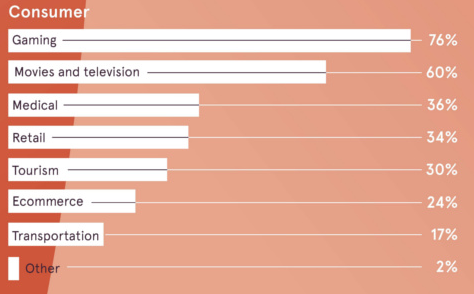 Consumer
Gaming 76%
Movies and television 60%
Medical 36%
Retail 34%
Tourism 30%
Ecommerce 24%
Transportation 17%
Other 2%